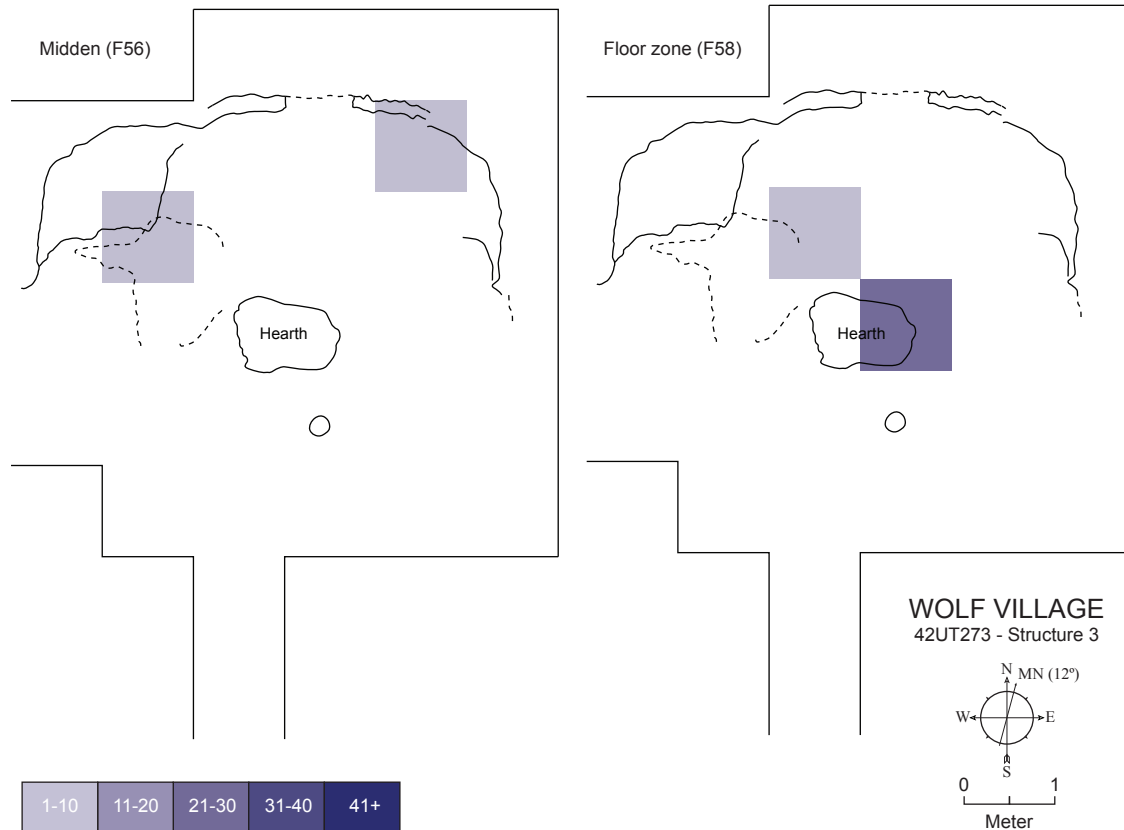 Midden (F56)
Floor zone (F58)
Hearth
Hearth
WOLF VILLAGE
42UT273 - Structure 3
N
MN (12º)
W
E
S
0 1
Meter
1-10 11-20 21-30 31-40 41+